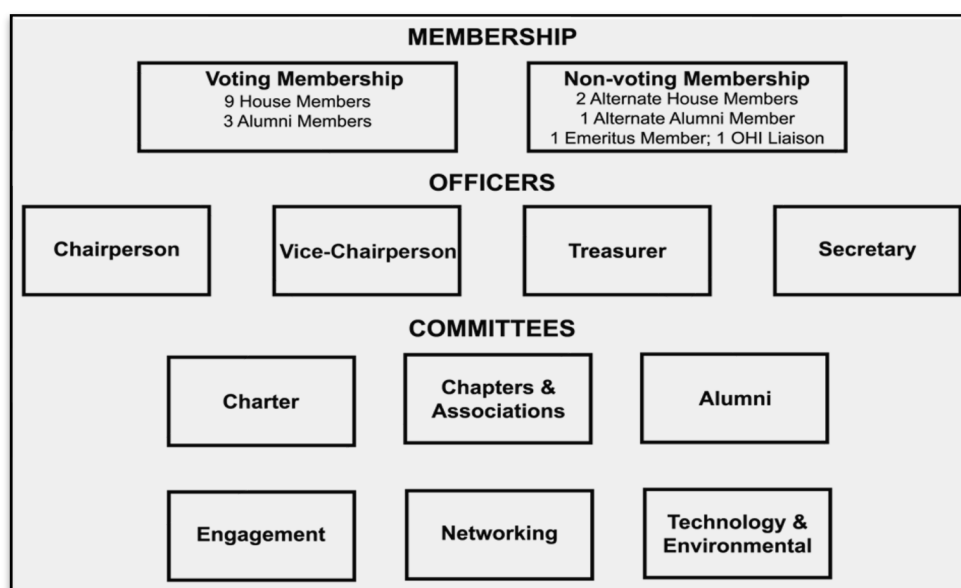 MEMBERSHIP
Voting Membership
9 House Members
3 Alumni Members
Non-voting Membership
2 Alternate House Members
1 Alternate Alumni Member
1 Emeritus Member; 1 OHI Liaison
OFFICERS
Chairperson
Vice-Chairperson
Treasurer
Secretary
COMMITTEES
Charter
Chapters &
Associations
Alumni
Engagement
Networking
Technology &
Environmental